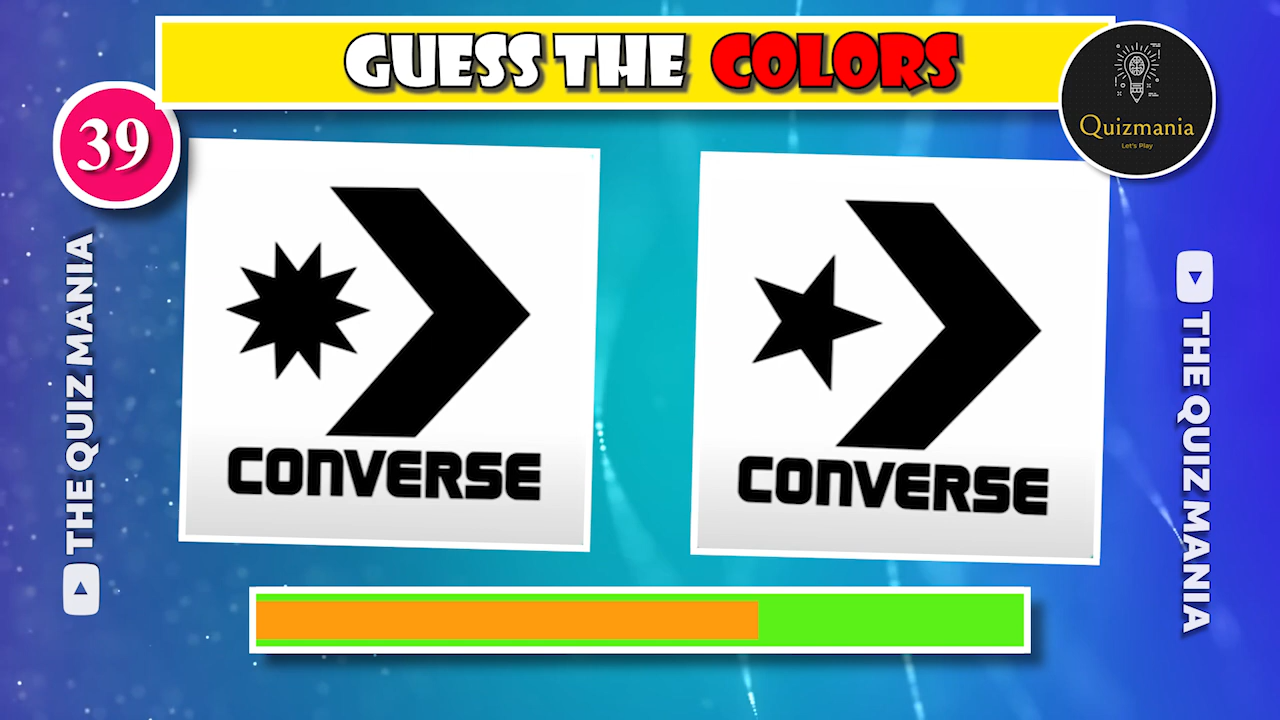 GUESS THE COLORS
39
Quizmania
Let's Play
THE QUIZ MANIA
CONVERSE
CONVERSE
THE QUIZ MANIA